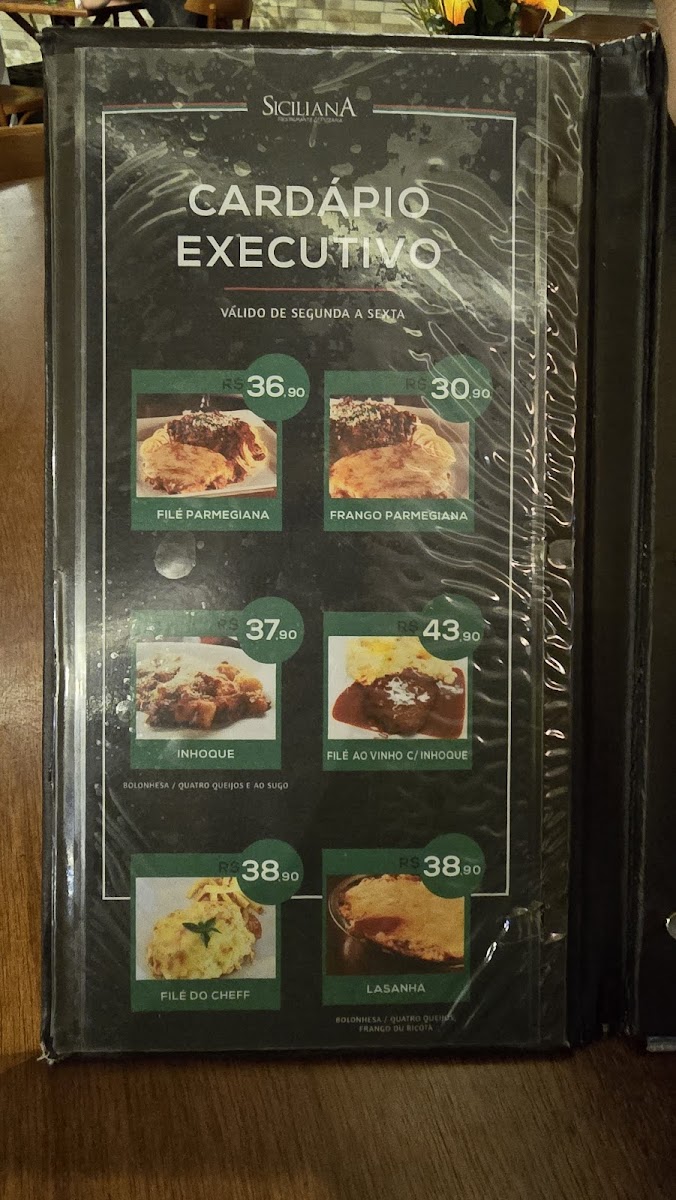 SICILIANA
CARDÁPIO
EXECUTIVO
VÁLIDO DE SEGUNDA A SEXTA
R$ 36,90
FILÉ PARMEGIANA
R$ 30,90
FRANGO PARMEGIANA
R$ 37,90
INHOQUE
BOLONHESA / QUATRO QUEIJOS E AO SUGO
R$ 43,90
FILÉ AO VINHO C/ INHOQUE
R$ 38,90
FILÉ DO CHEFF
R$ 38,90
LASANHA
BOLONHESA / QUATRO QUEIJOS,
FRANGO OU RICOTA